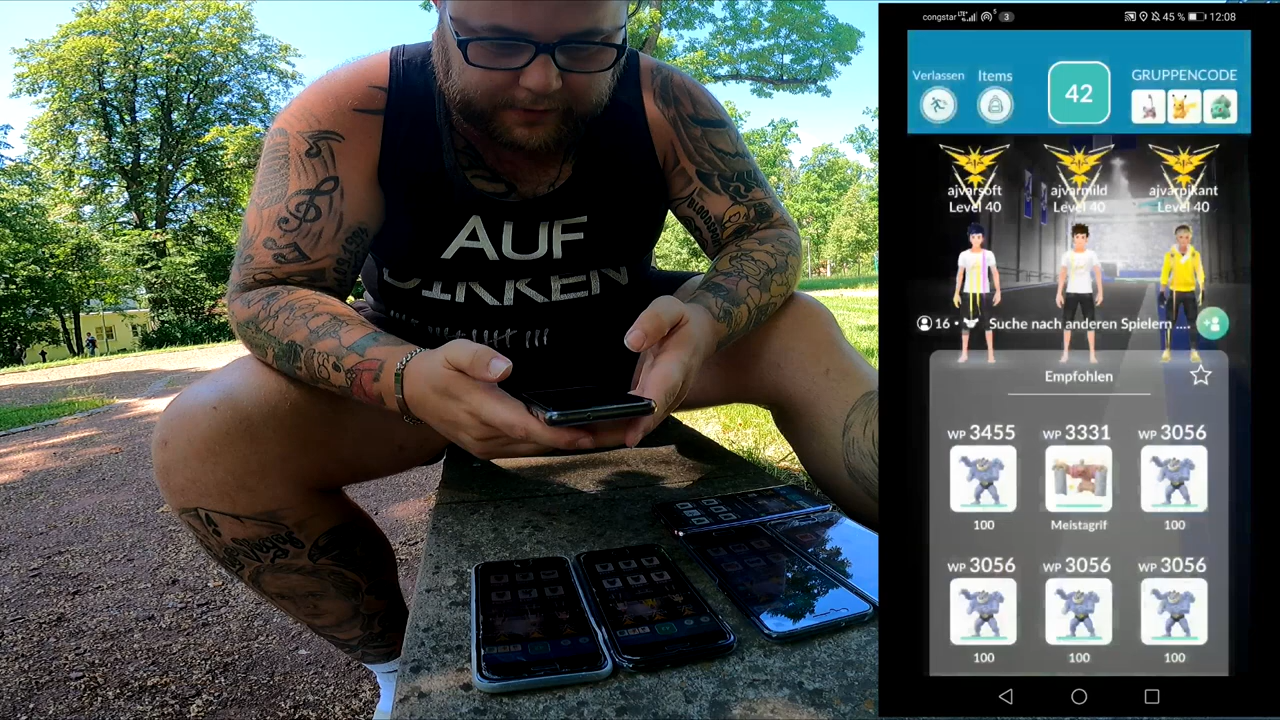 AUF
congstar
3
45 %
12:08
Verlassen
Items
42
GRUPPENCODE
ajvarsoft
ajvarmild
ajvarpikant
Level 40
Level 40
Level 40
16 •
Suche nach anderen Spielern ....
Empfohlen
WP 3455
WP 3331
WP 3056
100
Meistagrif
100
WP 3056
WP 3056
WP 3056
100
100
100